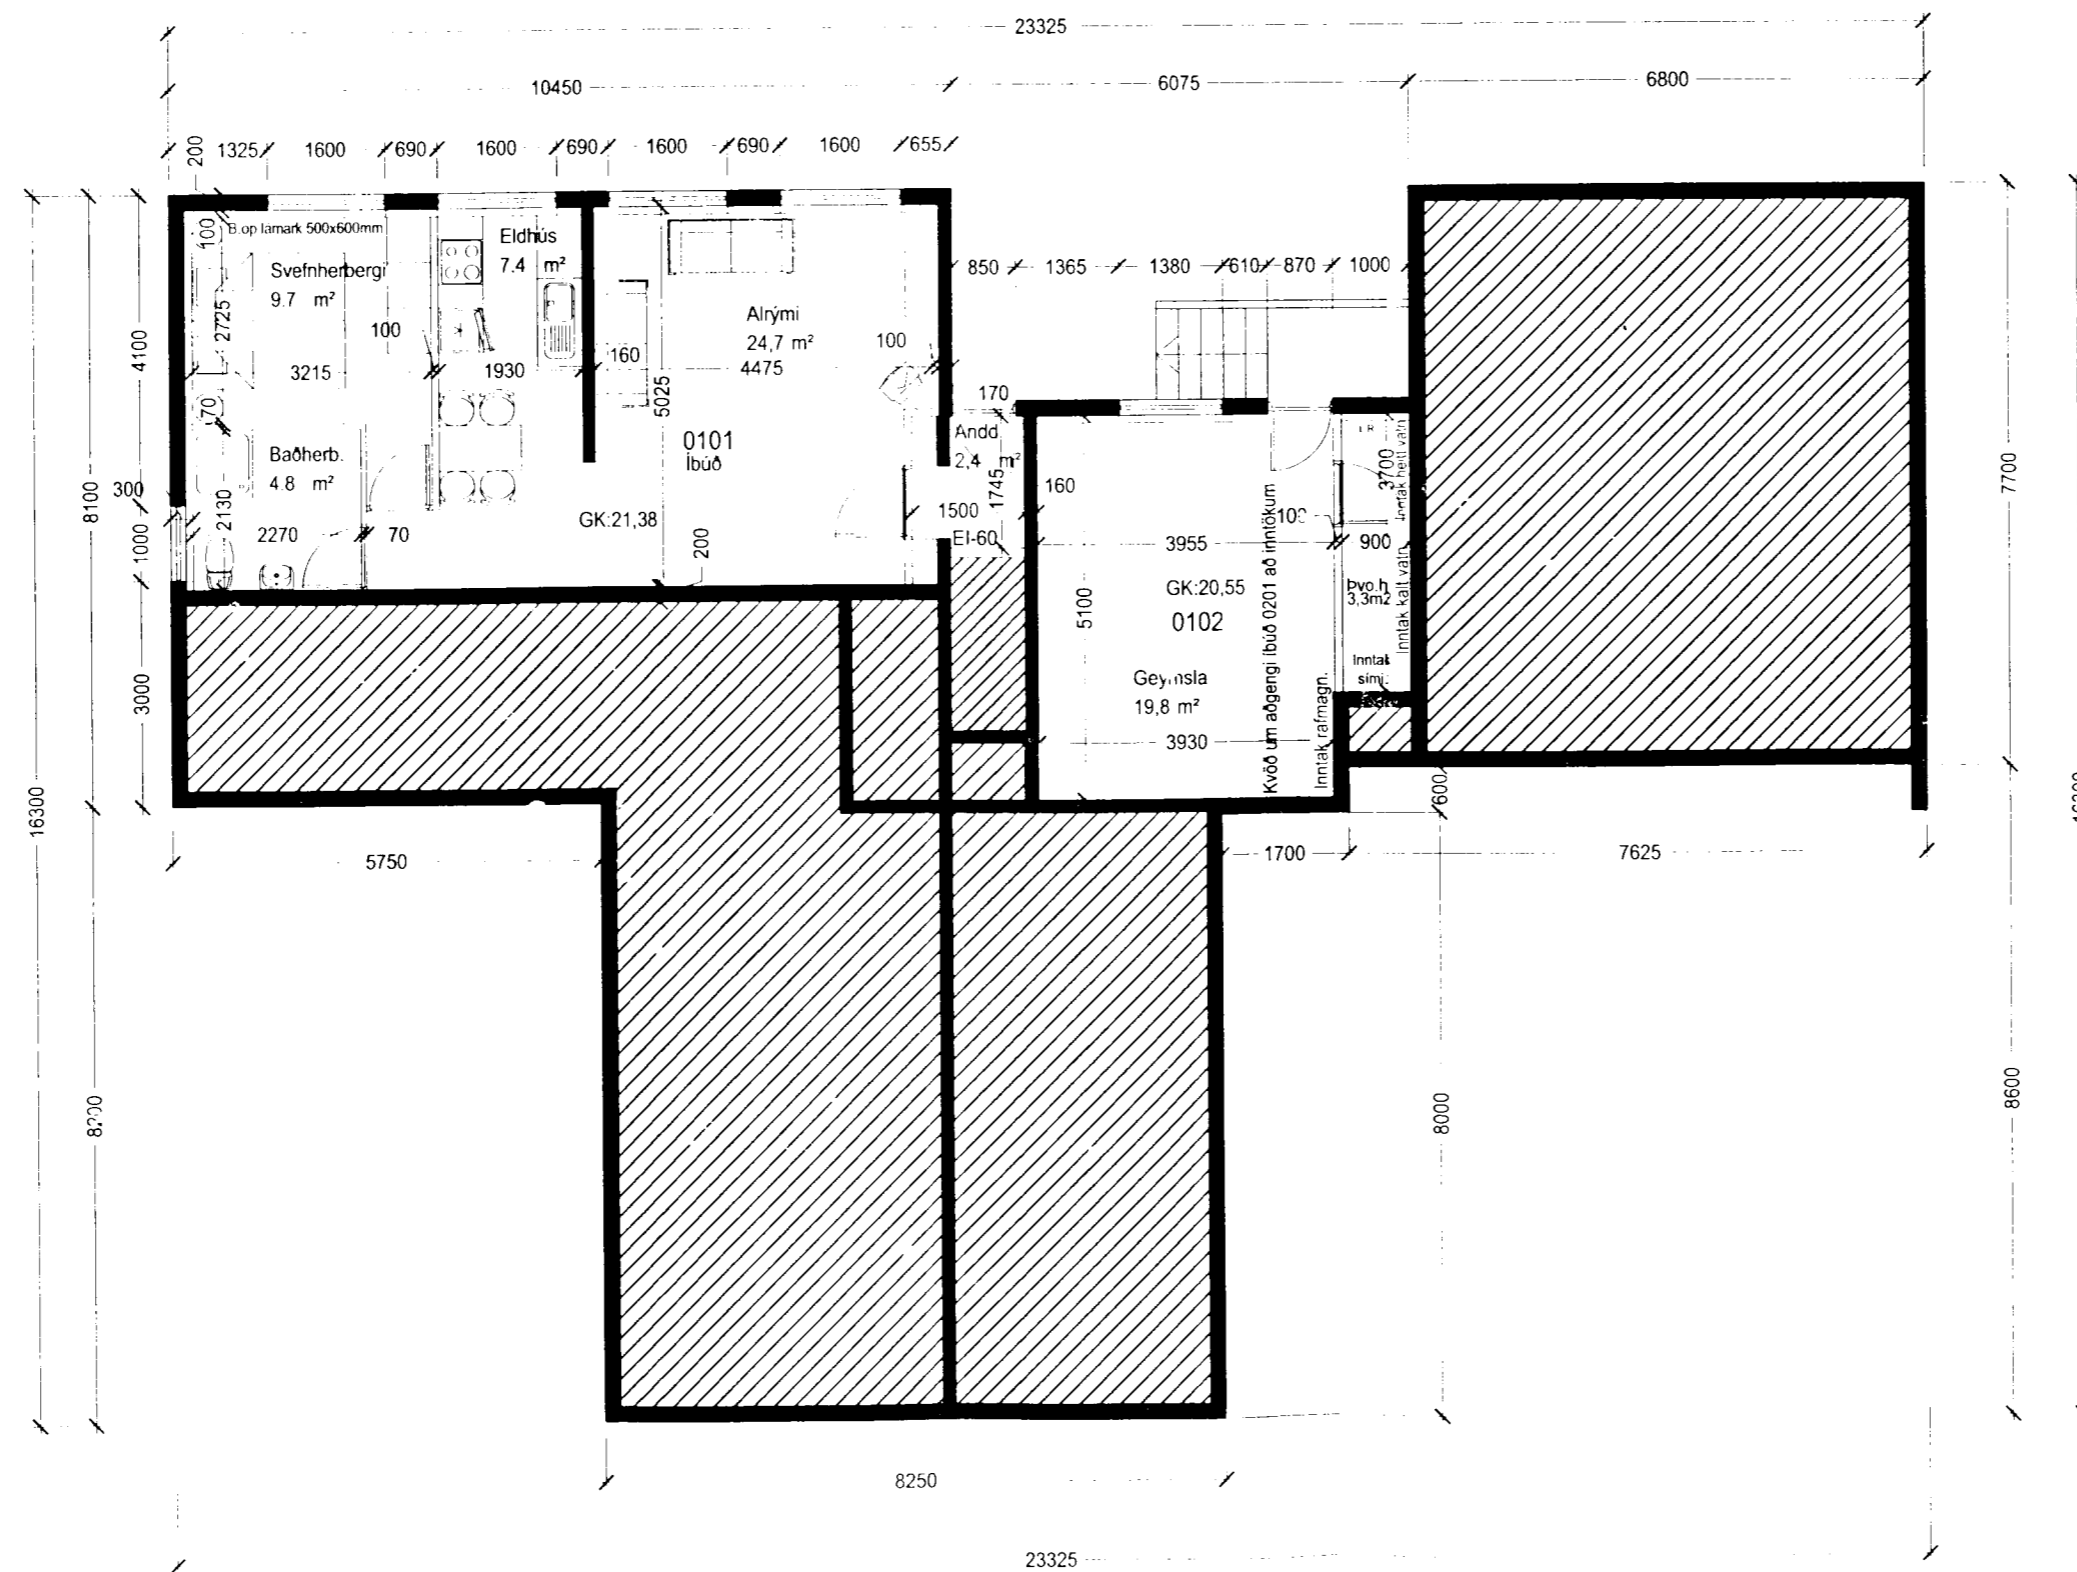 23325
10450 6075 6800
200 1325 1600 690 1600 690 1600 690 1600 655
B.op lámark 500x600mm
100
Svefnherbergi
9.7 m²
Eldhús
7.4 m²
Alrými
24,7 m²
4475
850 1365 1380 610 870 1000
4100
2725
100
3215
1930
160
100
5025
170
70
0101
Íbúð
Andd
2,4 m²
1745
Baðherb.
4.8 m²
300
2130
1000
2270
70
GK:21,38
200
1500
EI-60
160
3955
3700
900
GK:20,55
0102
5100
Geymsla
19,8 m²
3930
Kvöð um aðgengi íbúð 0201 að inntökum
Inntak rafmagn.
Inntak heitt vatn
Inntak kalt vatn
Þvo.h
3,3m2
Inntak
8100
7700
3000
16300
600
5750
1700
7625
8000
8600
8250
23325